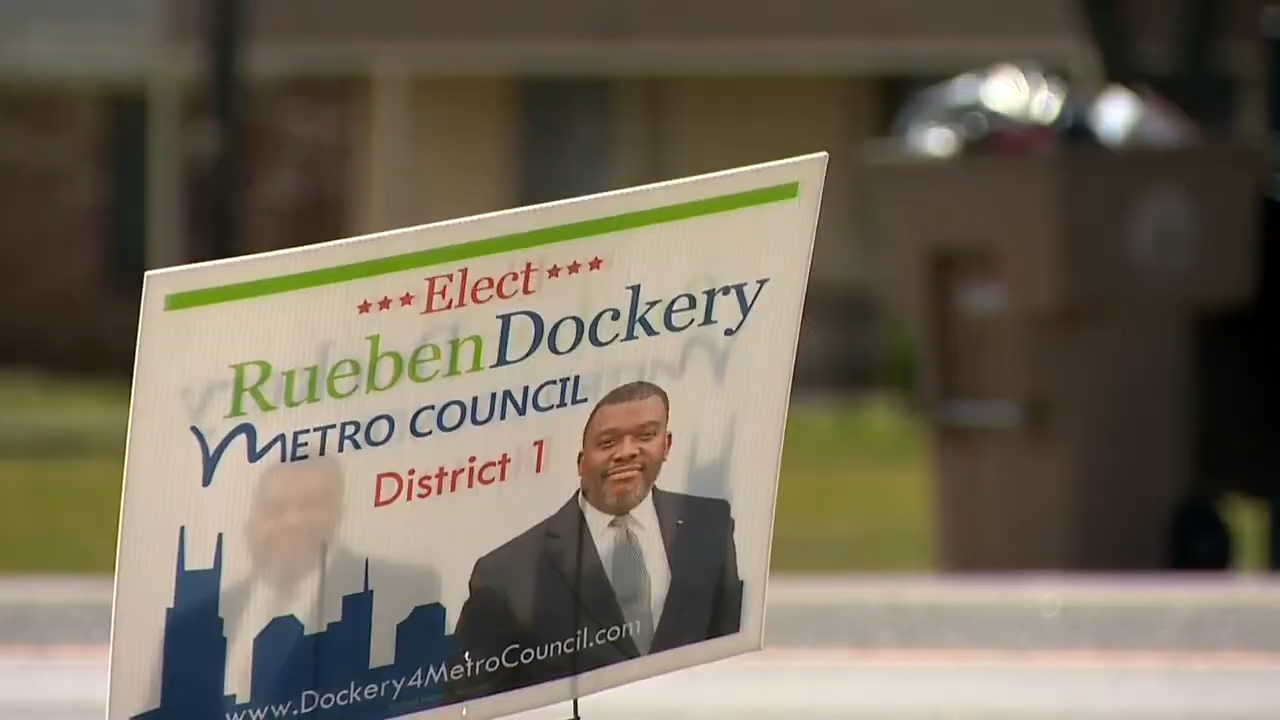 ***Elect***
RuebenDockery
METRO COUNCIL
District 1
www.Dockery4MetroCouncil.com